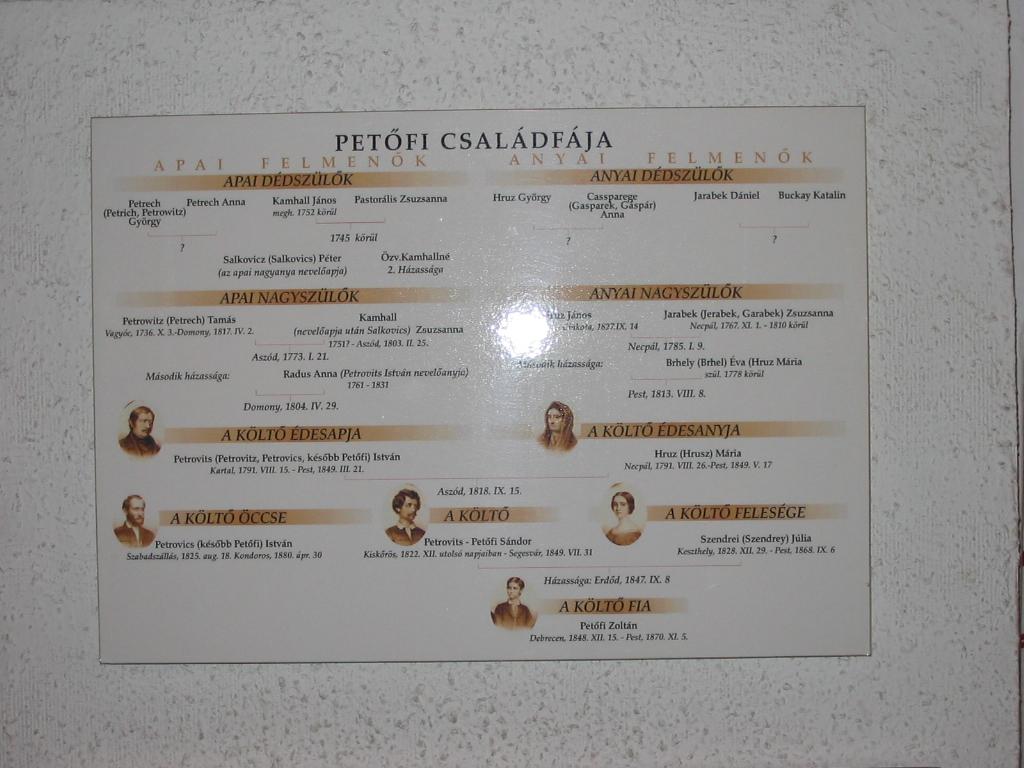 PETŐFI CSALÁDFÁJA
APAI FELMENŐK
ANYAI FELMENŐK
APAI DÉDSZÜLŐK
ANYAI DÉDSZÜLŐK
Petrech
(Petrich, Petrowitz)
György
Petrech Anna
Kamhall János
megh. 1752 körül
Pastorális Zsuzsanna
Hruz György
Cassparege
(Gasparek, Gáspár)
Anna
Jarabek Dániel
Buckay Katalin
?
1745 körül
?
?
Salkovicz (Salkovics) Péter
(az apai nagyanya nevelőapja)
Özv.Kamhallné
2. Házassága
APAI NAGYSZÜLŐK
ANYAI NAGYSZÜLŐK
Petrowitz (Petrech) Tamás
Vagyóc, 1736. X. 3.-Domony, 1817. IV. 2.
Kamhall
(nevelőapja után Salkovics) Zsuzsanna
1751? - Aszód, 1803. II. 25.
János
1827.IX. 14
Jarabek (Jerabek, Garabek) Zsuzsanna
Necpál, 1767. XI. 1. - 1810 körül
Aszód, 1773. I. 21.
Necpál, 1785. I. 9.
Második házassága:
Radus Anna (Petrovits István nevelőanyja)
1761 - 1831
Második házassága:
Brhely (Brhel) Éva (Hruz Mária
szül. 1778 körül
Domony, 1804. IV. 29.
Pest, 1813. VIII. 8.
A KÖLTŐ ÉDESAPJA
A KÖLTŐ ÉDESANYJA
Petrovits (Petrovitz, Petrovics, később Petőfi) István
Kartal, 1791. VIII. 15. - Pest, 1849. III. 21.
Hruz (Hrusz) Mária
Necpál, 1791. VIII. 26.-Pest, 1849. V. 17
Aszód, 1818. IX. 15.
A KÖLTŐ ÖCCSE
A KÖLTŐ
A KÖLTŐ FELESÉGE
Petrovics (később Petőfi) István
Szabadszállás, 1825. aug. 18. Kondoros, 1880. ápr. 30
Petrovits - Petőfi Sándor
Kiskőrös, 1822. XII. utolsó napjaiban - Segesvár, 1849. VII. 31
Szendrei (Szendrey) Júlia
Keszthely, 1828. XII. 29. - Pest, 1868. IX. 6
Házassága: Erdőd, 1847. IX. 8
A KÖLTŐ FIA
Petőfi Zoltán
Debrecen, 1848. XII. 15. - Pest, 1870. XI. 5.